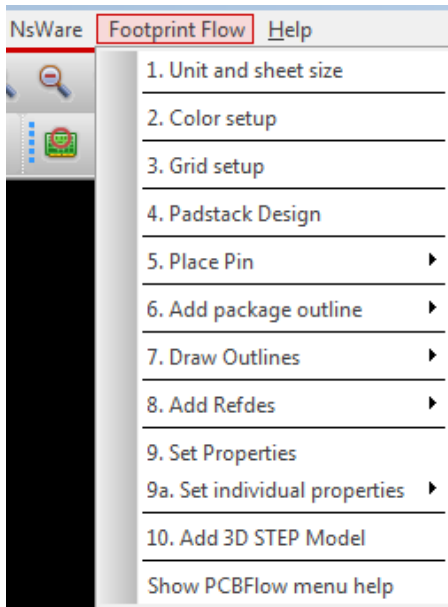 NsWare Footprint Flow Help
1. Unit and sheet size
2. Color setup
3. Grid setup
4. Padstack Design
5. Place Pin
6. Add package outline
7. Draw Outlines
8. Add Refdes
9. Set Properties
9a. Set individual properties
10. Add 3D STEP Model
Show PCBFlow menu help